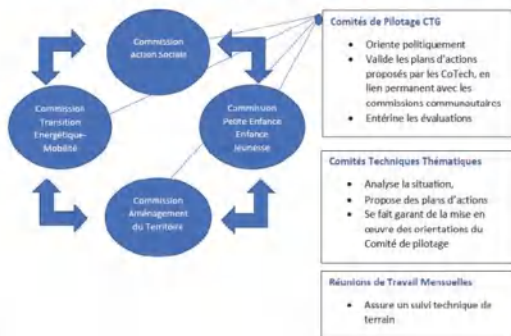 Commission
Action Sociale
Commission
Transition
Energétique-
Mobilité
Commission
Petite Enfance
Enfance
Jeunesse
Commission
Aménagement
du Territoire
Comités de Pilotage CTG
• Oriente politiquement
• Valide les plans d'actions
proposés par les CoTech, en
lien permanent avec les
commissions communautaires
• Entérine les évaluations
Comités Techniques Thématiques
• Analyse la situation,
• Propose des plans d'actions
• Se fait garant de la mise en
œuvre des orientations du
Comité de pilotage
Réunions de Travail Mensuelles
• Assure un suivi technique de
terrain